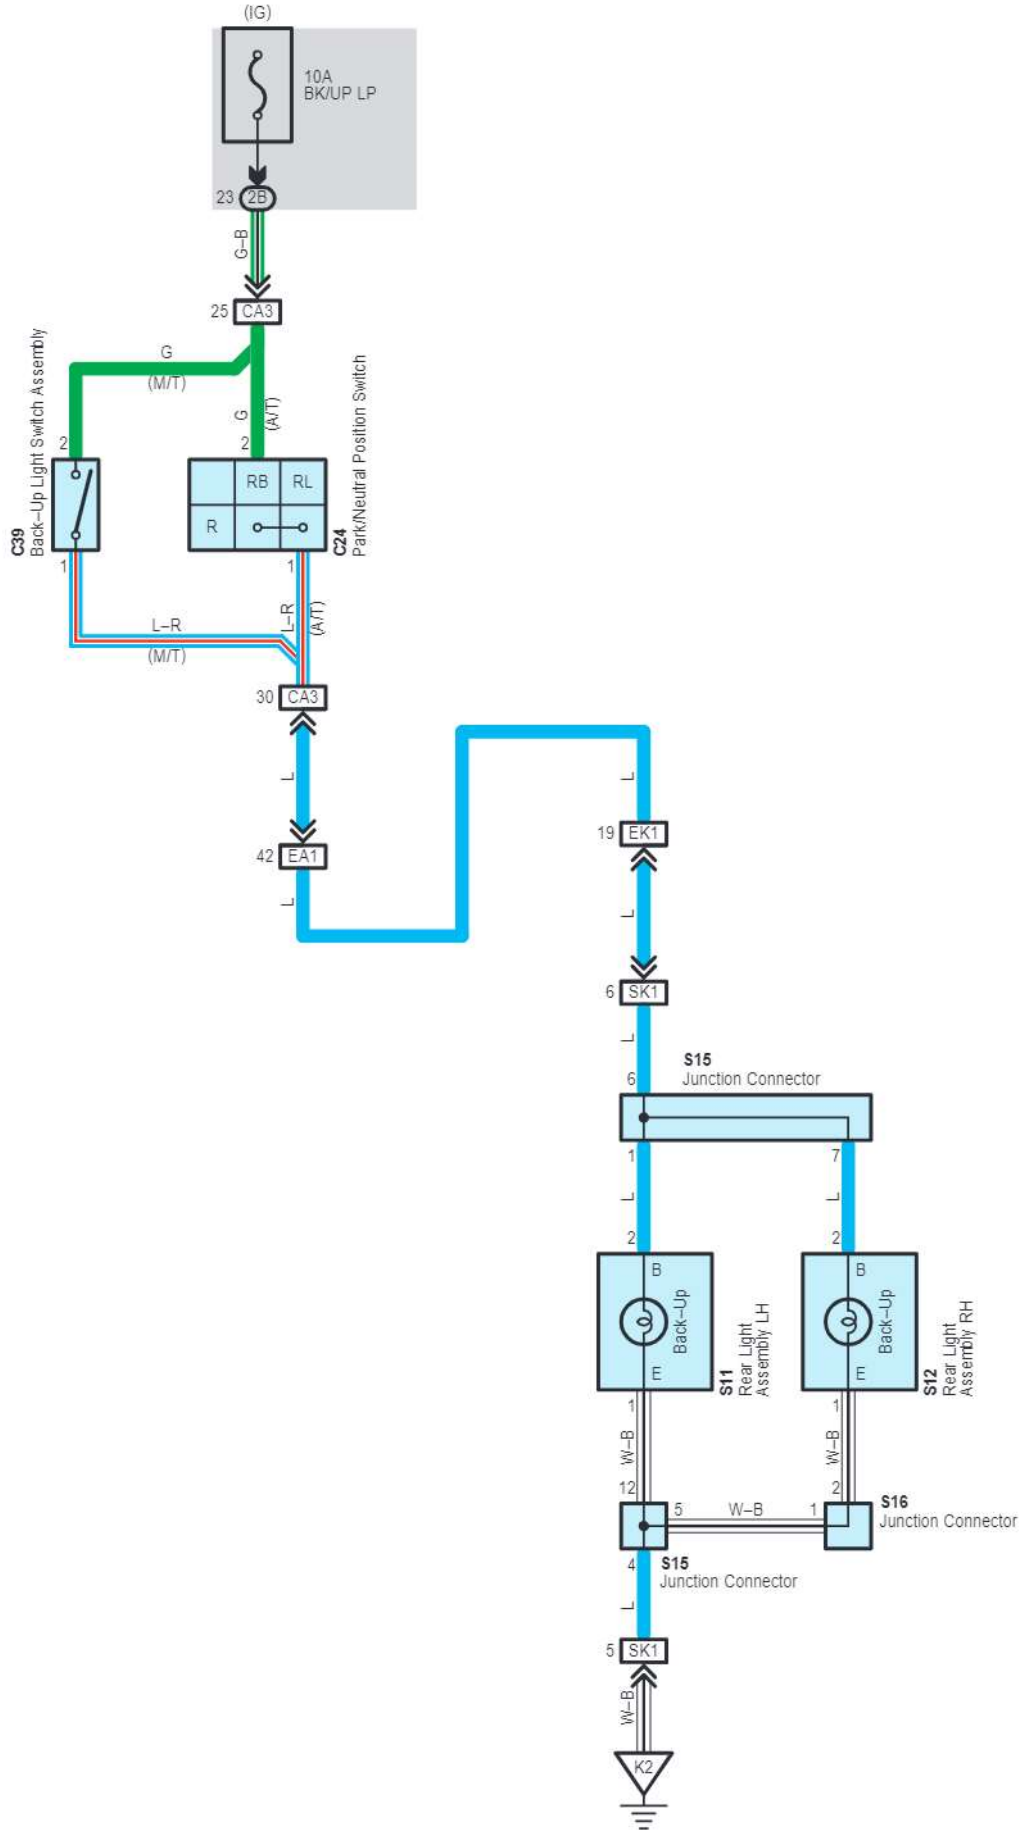 (IG)
10A
BK/UP LP
23
2B
G–B
25
CA3
G
(M/T)
G
(A/T)
2
2
C39
Back–Up Light Switch Assembly
RB
RL
R
C24
Park/Neutral Position Switch
1
1
L–R
(M/T)
L–R
(A/T)
30
CA3
L
L
19
EK1
42
EA1
L
L
6
SK1
L
S15
Junction Connector
6
1
7
L
L
2
2
B
Back–Up
E
S11
Rear Light
Assembly LH
B
Back–Up
E
S12
Rear Light
Assembly RH
1
1
W–B
W–B
12
2
5
W–B
1
S16
Junction Connector
4
S15
Junction Connector
L
5
SK1
W–B
K2